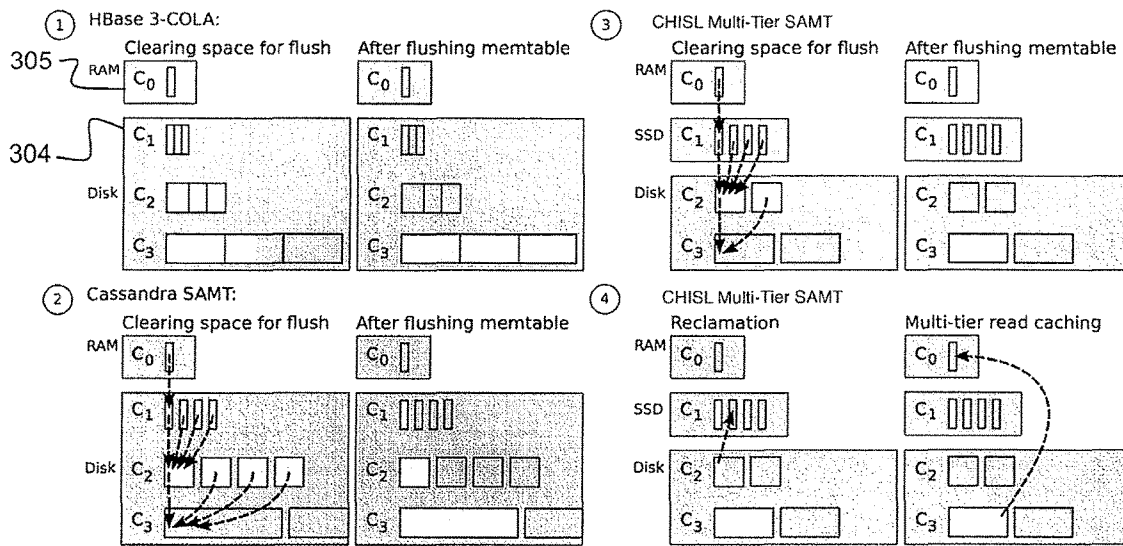 1 HBase 3-COLA:
Clearing space for flush
After flushing memtable
305
RAM
C0
C0
304
C1
C1
Disk
C2
C2
C3
C3
2 Cassandra SAMT:
Clearing space for flush
After flushing memtable
RAM
C0
C0
C1
C1
Disk
C2
C2
C3
C3
3 CHISL Multi-Tier SAMT
Clearing space for flush
After flushing memtable
RAM
C0
C0
SSD
C1
C1
Disk
C2
C2
C3
C3
4 CHISL Multi-Tier SAMT
Reclamation
Multi-tier read caching
RAM
C0
C0
SSD
C1
C1
Disk
C2
C2
C3
C3